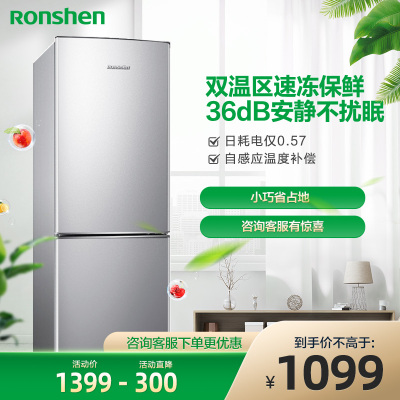 Ronshen
Ronshen
双温区速冻保鲜
36dB安静不扰眠
日耗电仅0.57
自感应温度补偿
小巧省占地
咨询客服有惊喜
咨询客服下单更优惠
活动价 活动直降
1399 - 300
到手价不高于:
¥1099